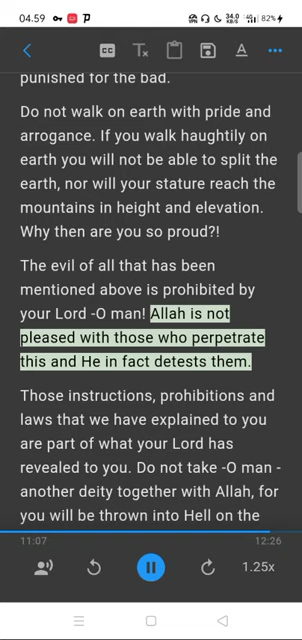 04.59
34.0 KB/s 4G 82%
CC
punished for the bad.
Do not walk on earth with pride and
arrogance. If you walk haughtily on
earth you will not be able to split the
earth, nor will your stature reach the
mountains in height and elevation.
Why then are you so proud?!
The evil of all that has been
mentioned above is prohibited by
your Lord -O man! Allah is not
pleased with those who perpetrate
this and He in fact detests them.
Those instructions, prohibitions and
laws that we have explained to you
are part of what your Lord has
revealed to you. Do not take -O man -
another deity together with Allah, for
you will be thrown into Hell on the
11:07 12:26
1.25x